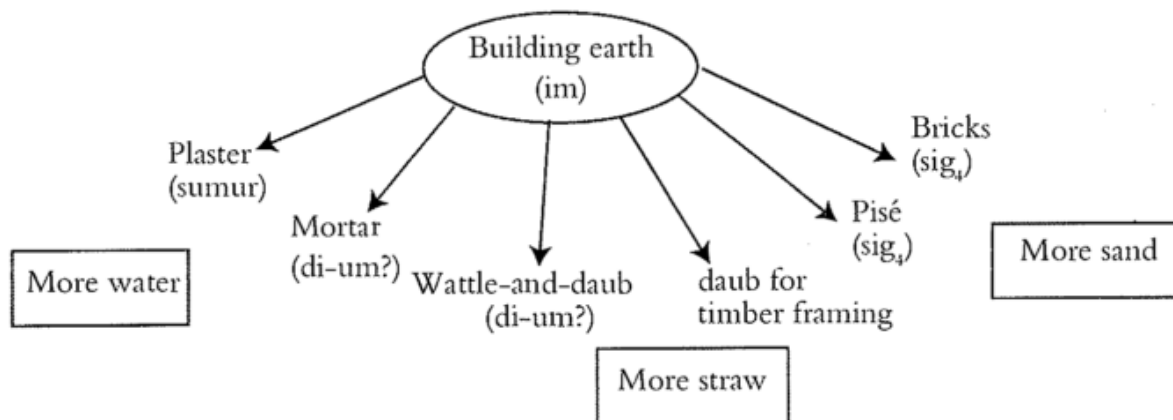 Building earth
(im)
Plaster
(sumur)
Mortar
(di-um?)
Wattle-and-daub
(di-um?)
daub for
timber framing
Pisé
(sig₄)
Bricks
(sig₄)
More water
More straw
More sand